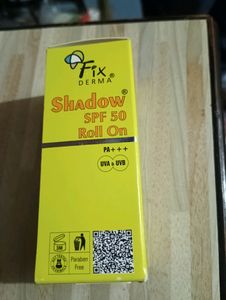 Fix®
DERMA
Shadow®
SPF 50
Roll On
PA+++
UVA & UVB
Paraben
Free